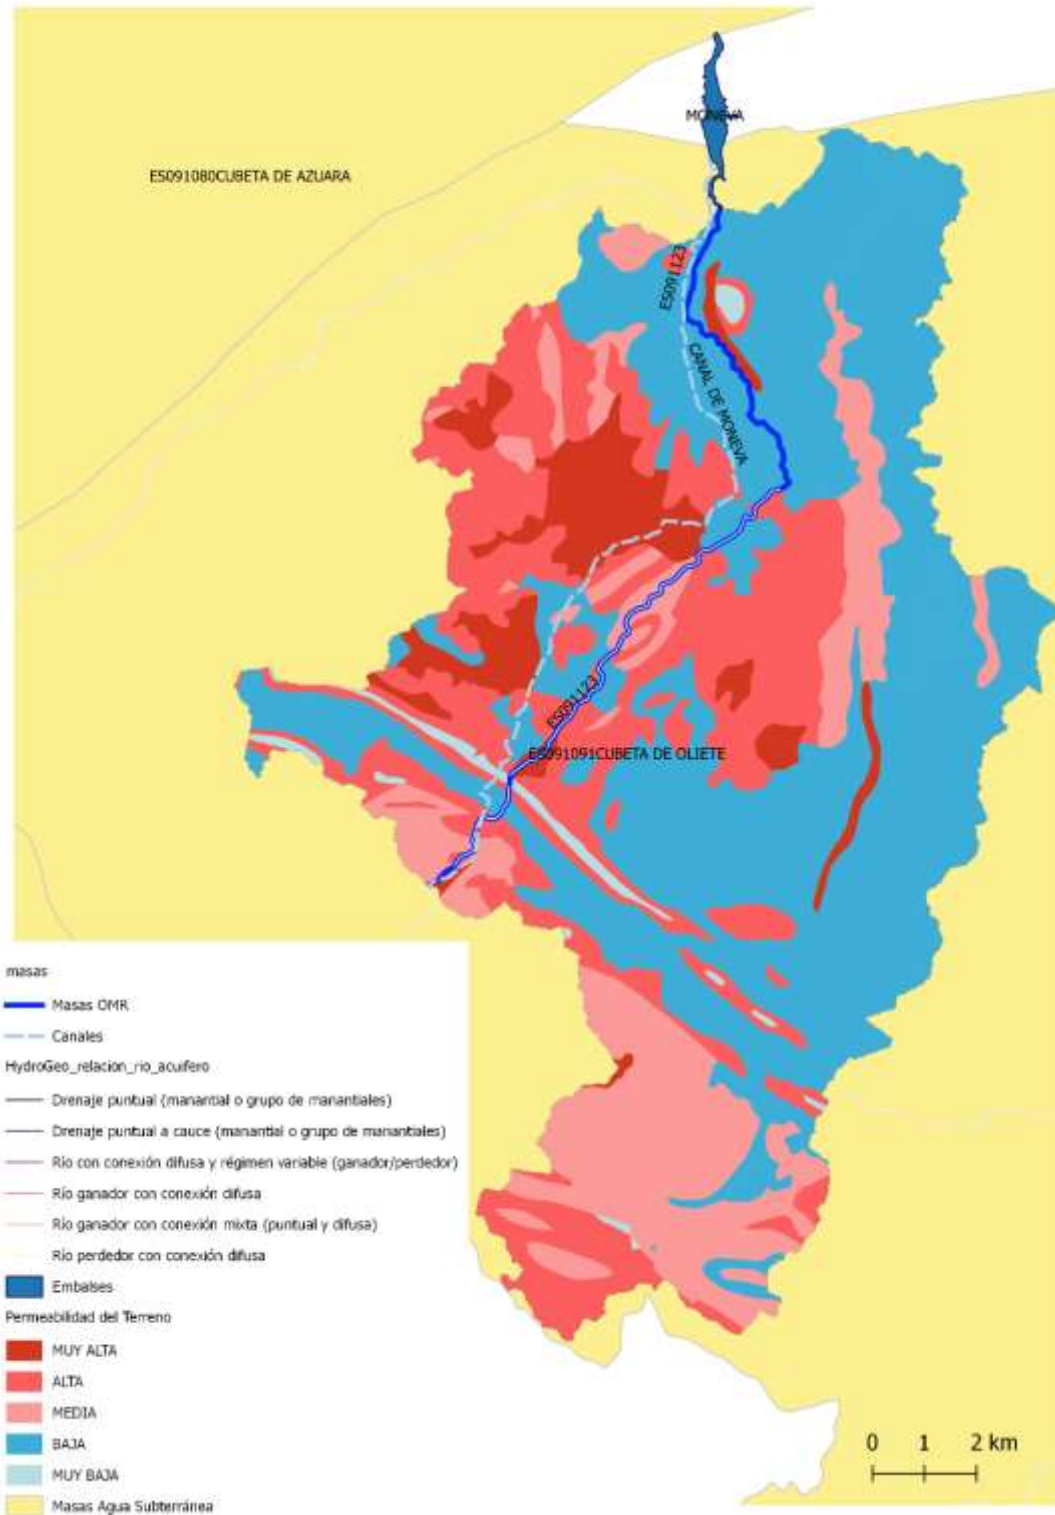 MONEVA
ES091080CUBETA DE AZUARA
ES091123
CANAL DE MONEVA
ES091123
ES091091CUBETA DE OLIETE
masas
Masas OMR
Canales
HydroGeo_relacion_rio_acuifero
Drenaje puntual (manantial o grupo de manantiales)
Drenaje puntual a cauce (manantial o grupo de manantiales)
Río con conexión difusa y régimen variable (ganador/perdedor)
Río ganador con conexión difusa
Río ganador con conexión mixta (puntual y difusa)
Río perdedor con conexión difusa
Embalses
Permeabilidad del Terreno
MUY ALTA
ALTA
MEDIA
BAJA
MUY BAJA
Masas Agua Subterránea
0 1 2 km